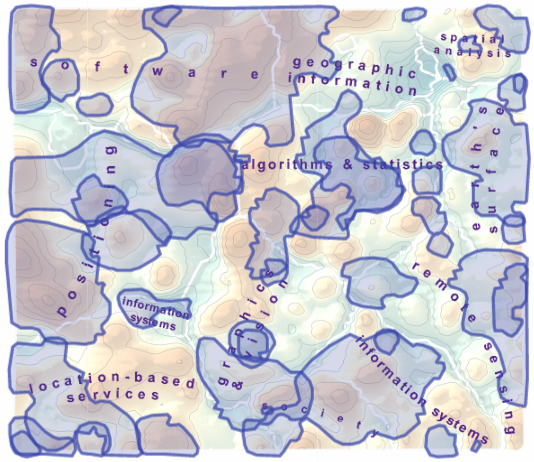 software
geographic
information
spatial
analysis
algorithms & statistics
earth's
surface
positioning
information
systems
graphics
& vision
remote sensing
location-based
services
society
information systems